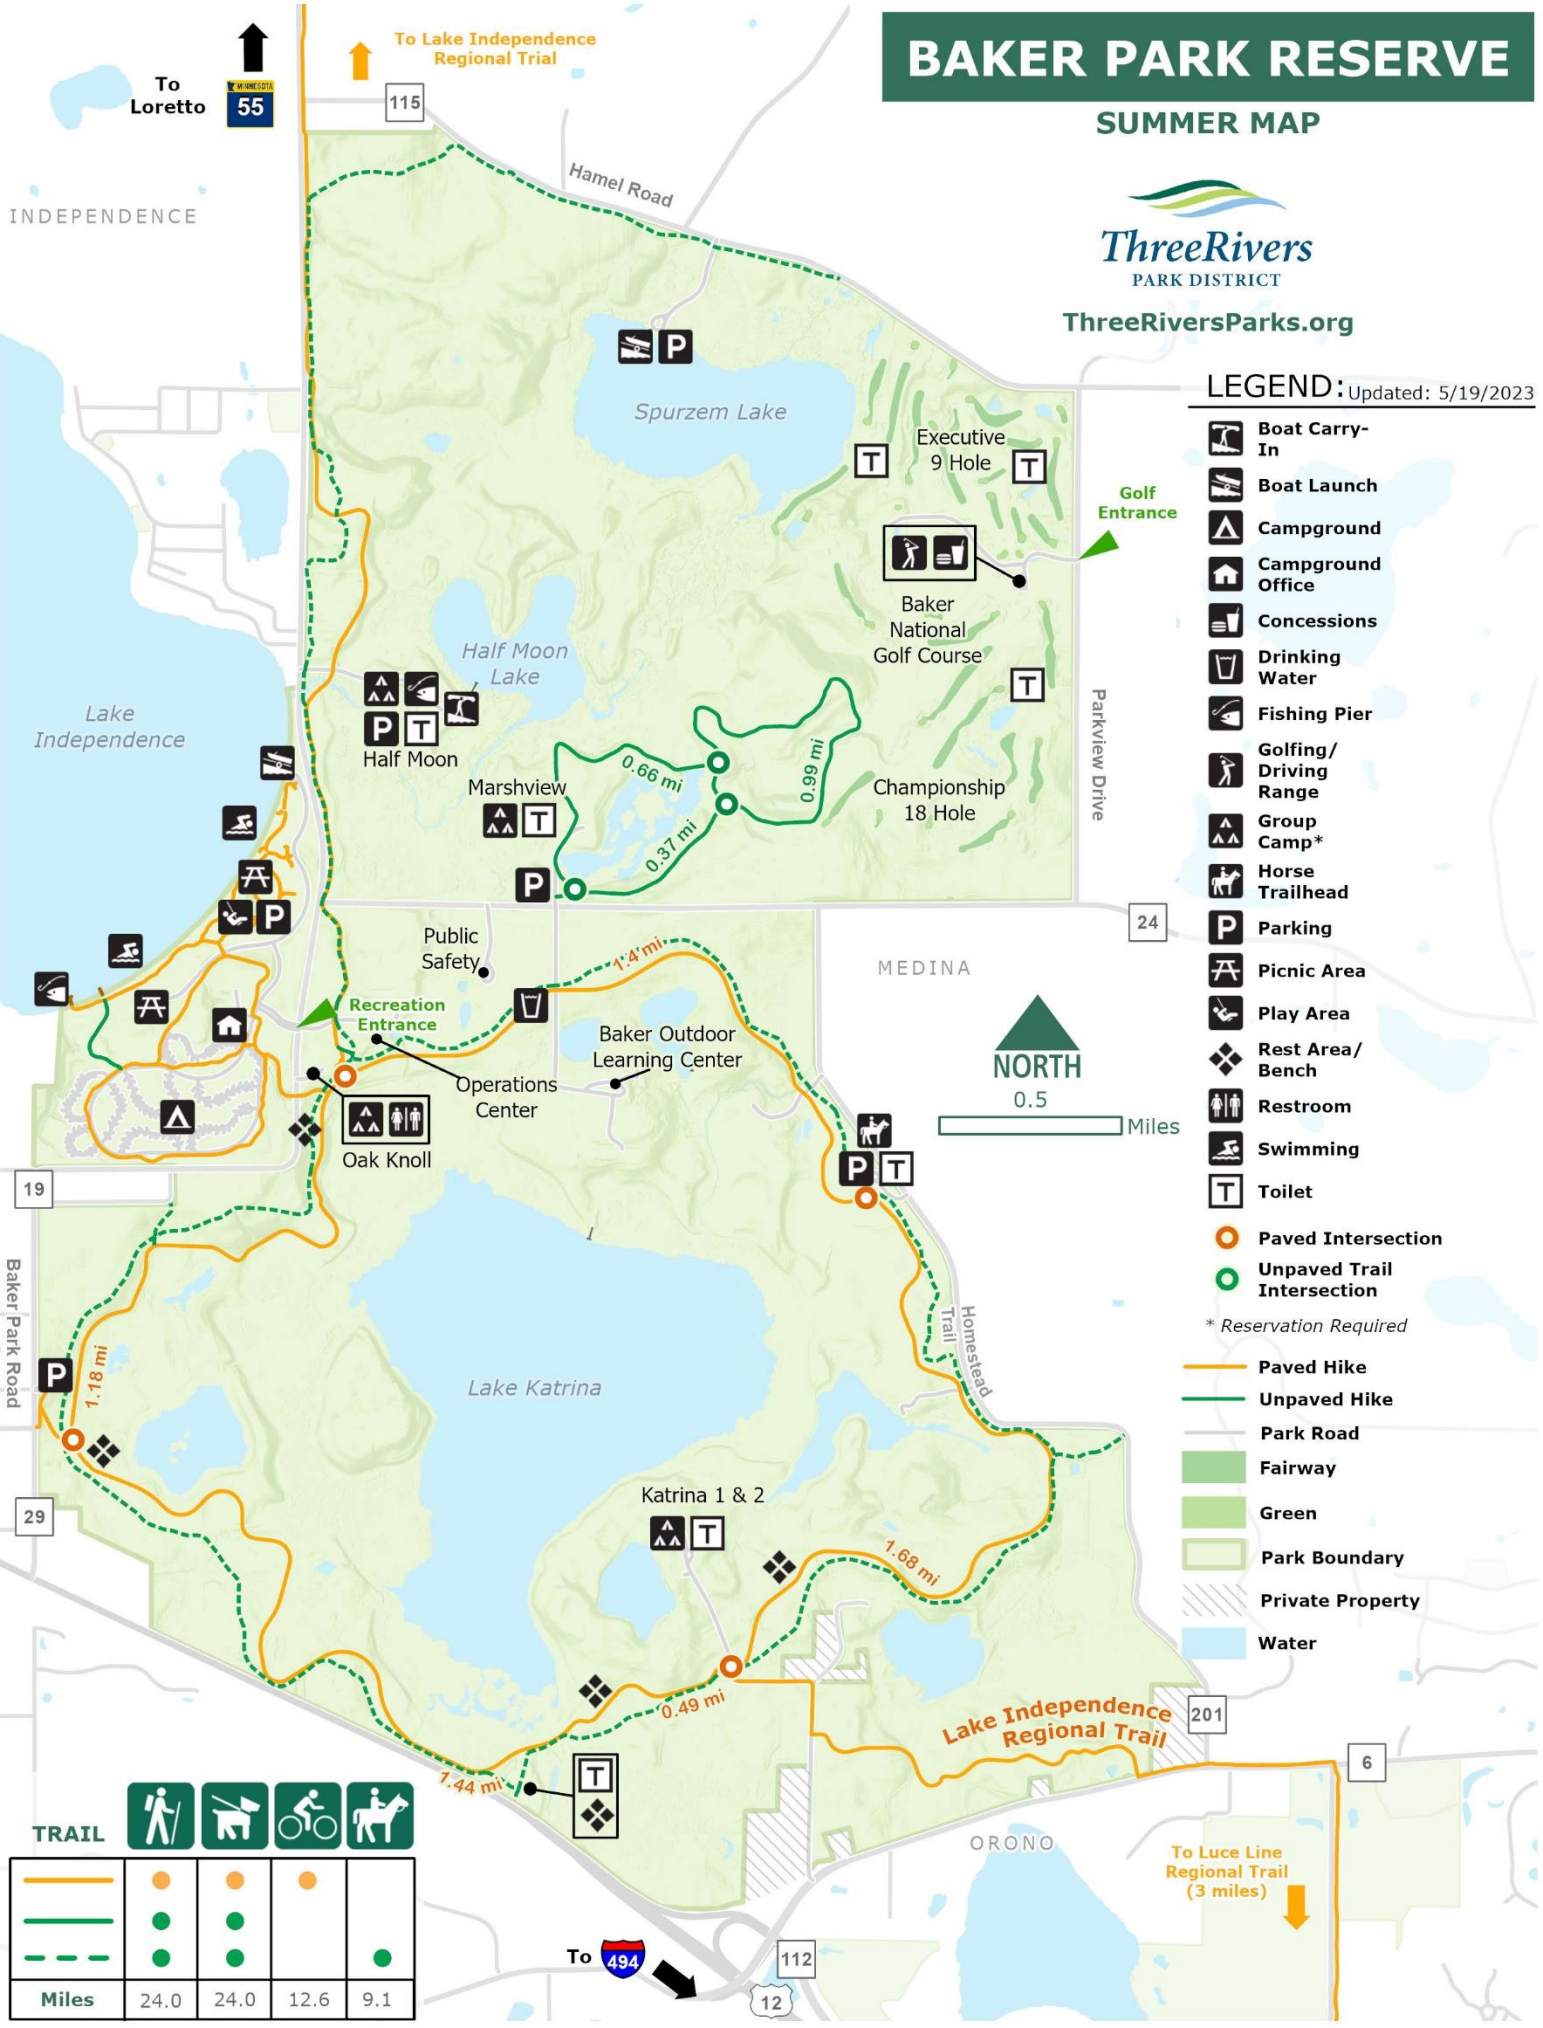 BAKER PARK RESERVE
SUMMER MAP
ThreeRivers
PARK DISTRICT
ThreeRiversParks.org
To Lake Independence
Regional Trial
To
Loretto
MINNESOTA
55
115
Hamel Road
INDEPENDENCE
Spurzem Lake
Executive
9 Hole
T
T
Golf
Entrance
Baker
National
Golf Course
T
Half Moon
Lake
Lake
Independence
P
P
T
Half Moon
Marshview
T
P
0.66 mi
0.99 mi
0.37 mi
Championship
18 Hole
Parkview Drive
24
P
Public
Safety
1.4 mi
MEDINA
Recreation
Entrance
Baker Outdoor
Learning Center
Operations
Center
Oak Knoll
NORTH
0.5
Miles
P
T
19
Baker Park Road
Homestead
Trail
P
1.18 mi
Lake Katrina
29
Katrina 1 & 2
T
1.68 mi
0.49 mi
1.44 mi
T
Lake Independence
Regional Trail
201
6
ORONO
To Luce Line
Regional Trail
(3 miles)
To
494
112
12
LEGEND: Updated: 5/19/2023
Boat Carry-
In
Boat Launch
Campground
Campground
Office
Concessions
Drinking
Water
Fishing Pier
Golfing/
Driving
Range
Group
Camp*
Horse
Trailhead
P Parking
Picnic Area
Play Area
Rest Area/
Bench
Restroom
Swimming
T Toilet
Paved Intersection
Unpaved Trail
Intersection
* Reservation Required
Paved Hike
Unpaved Hike
Park Road
Fairway
Green
Park Boundary
Private Property
Water
TRAIL
Miles 24.0 24.0 12.6 9.1